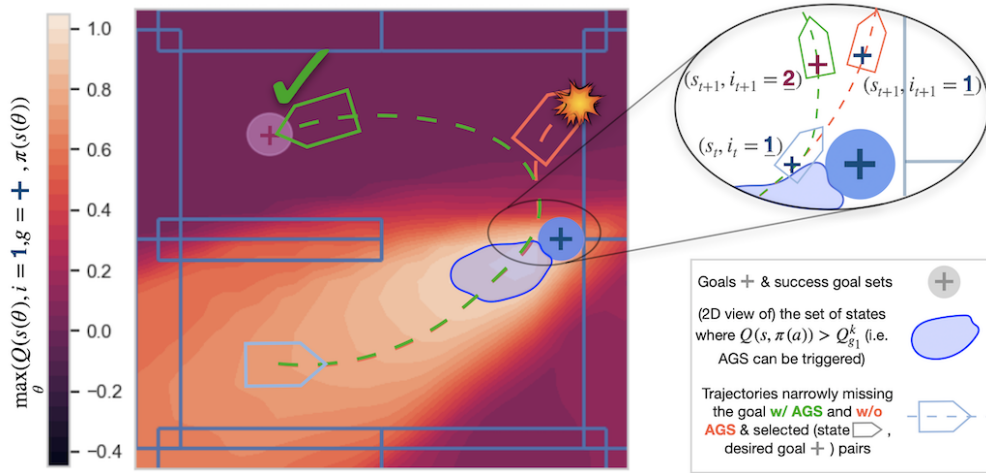 max(Q(s(θ), i = 1, g = +, π(s(θ))
θ
1.0
0.8
0.6
0.4
0.2
0.0
−0.2
−0.4
(s_{t+1}, i_{t+1} = 2)
(s_{t+1}, i_{t+1} = 1)
(s_t, i_t = 1)
Goals + & success goal sets
(2D view of) the set of states
where Q(s, π(a)) > Q^k_{g_1} (i.e.
AGS can be triggered)
Trajectories narrowly missing
the goal w/ AGS and w/o
AGS & selected (state ,
desired goal + ) pairs